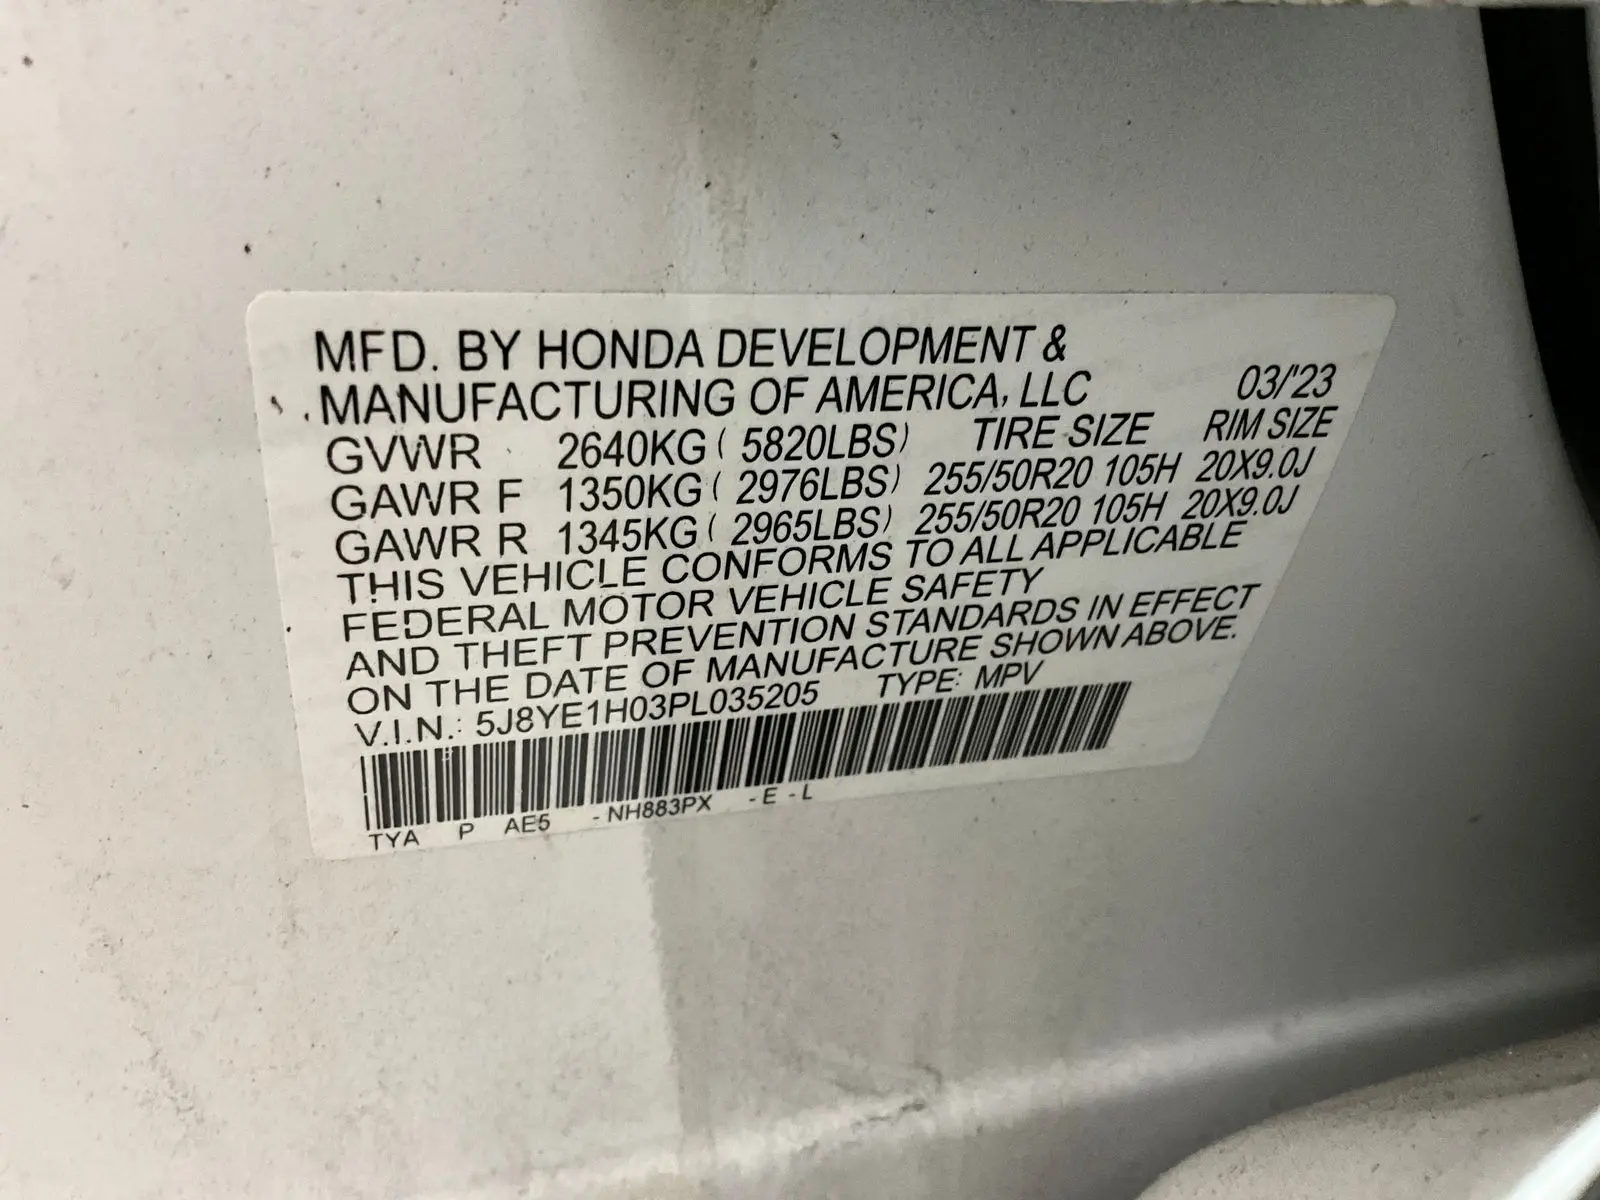 MFD. BY HONDA DEVELOPMENT &
MANUFACTURING OF AMERICA, LLC 03/'23
GVWR 2640KG ( 5820LBS) TIRE SIZE RIM SIZE
GAWR F 1350KG ( 2976LBS) 255/50R20 105H 20X9.0J
GAWR R 1345KG ( 2965LBS) 255/50R20 105H 20X9.0J
THIS VEHICLE CONFORMS TO ALL APPLICABLE
FEDERAL MOTOR VEHICLE SAFETY
AND THEFT PREVENTION STANDARDS IN EFFECT
ON THE DATE OF MANUFACTURE SHOWN ABOVE.
V.I.N.: 5J8YE1H03PL035205 TYPE: MPV
TYA P AE5 - NH883PX - E - L